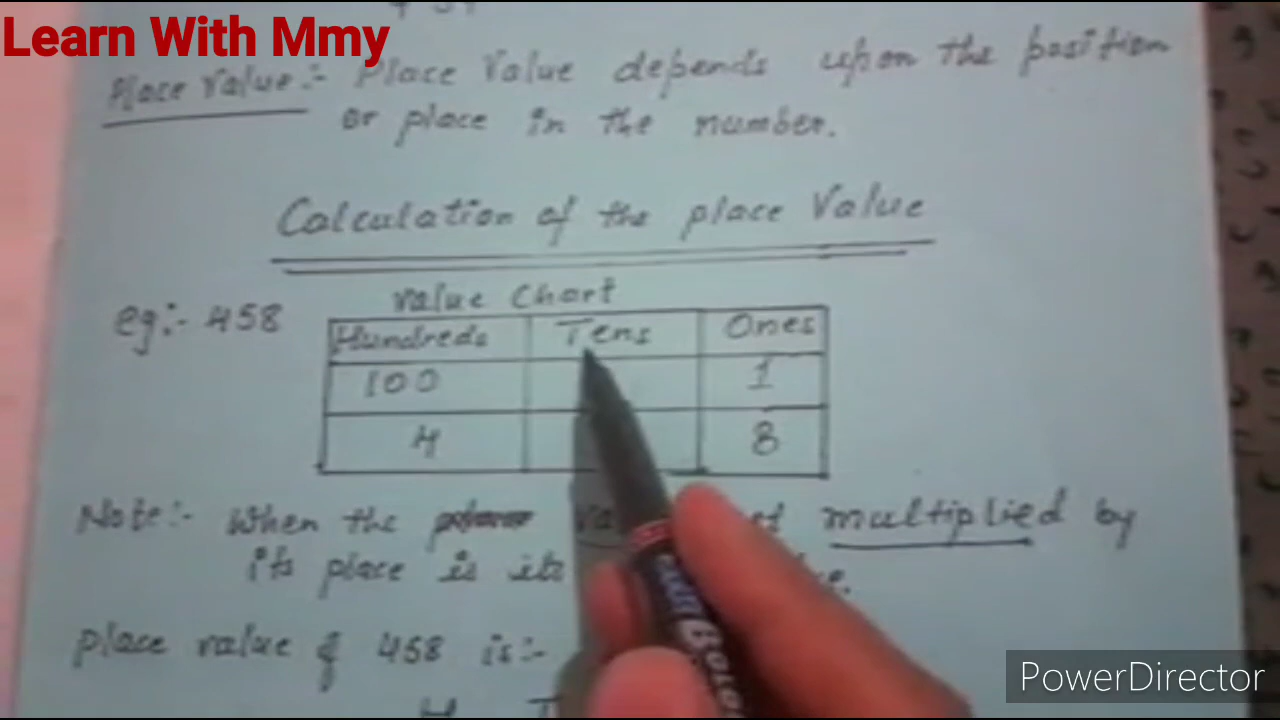 Learn With Mmy
Place Value:- Place Value depends upon the position
or place in the number.
Calculation of the place Value
eg:- 458
Value Chart
Hundreds Tens Ones
100 1
4 8
Note:- When the multiplied by
its place is its
place value of 458 is:-
H T
PowerDirector